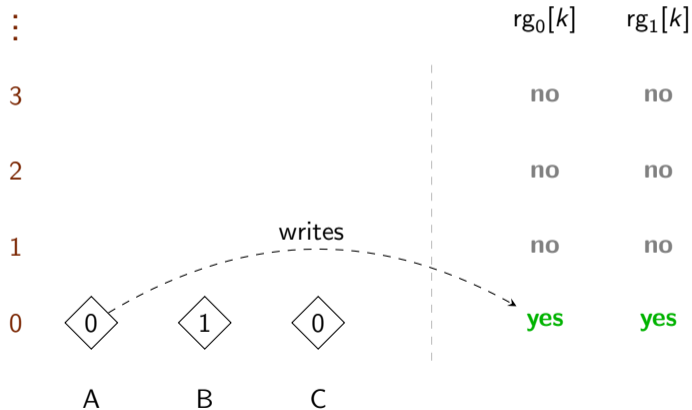 ⋮ rg₀[k] rg₁[k]
3 no no
2 no no
writes
1 no no
0 0 1 0 yes yes
A B C